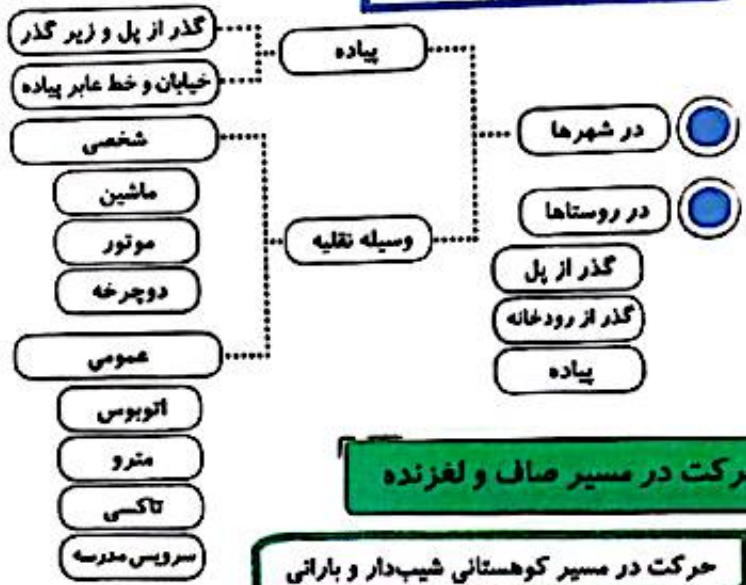 در شهرها
پیاده
گذر از پل و زیر گذر
خیابان و خط عابر پیاده
وسیله نقلیه
شخصی
ماشین
موتور
دوچرخه
عمومی
اتوبوس
مترو
تاکسی
سرویس مدرسه
در روستاها
گذر از پل
گذر از رودخانه
پیاده
رکت در مسیر صاف و لغزنده
حرکت در مسیر کوهستانی شیب‌دار و بارانی